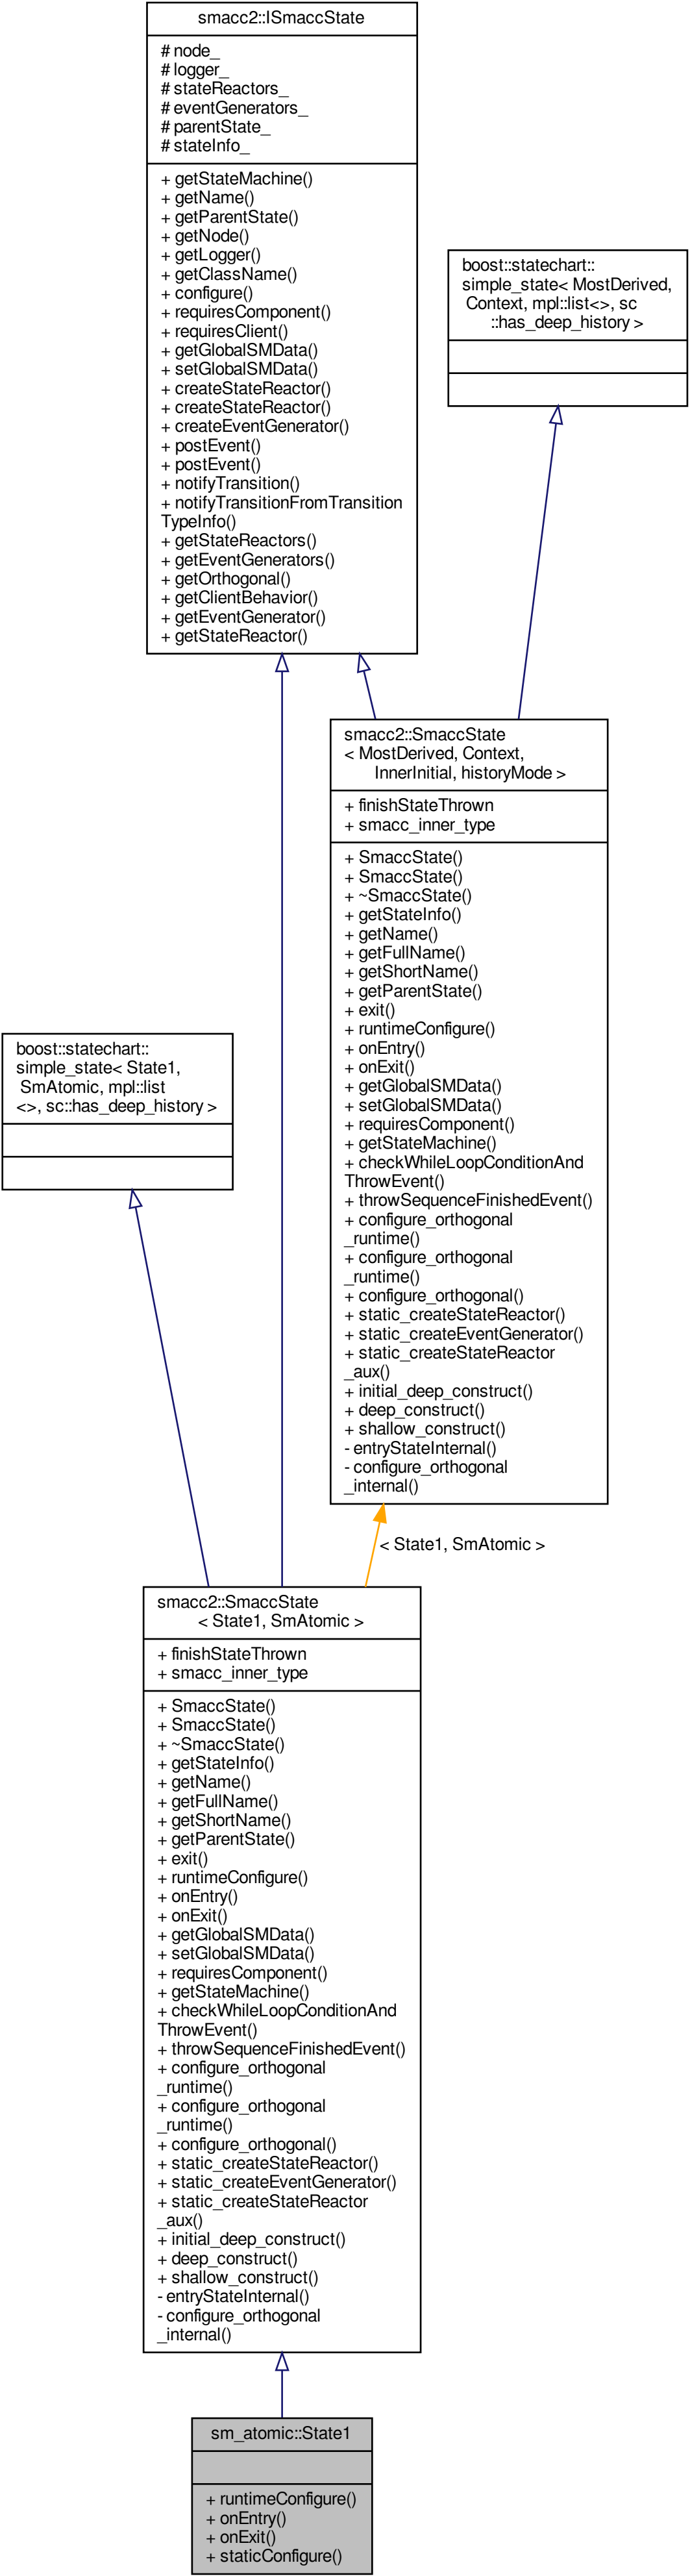 smacc2::ISmaccState
# node_
# logger_
# stateReactors_
# eventGenerators_
# parentState_
# stateInfo_
+ getStateMachine()
+ getName()
+ getParentState()
+ getNode()
+ getLogger()
+ getClassName()
+ configure()
+ requiresComponent()
+ requiresClient()
+ getGlobalSMData()
+ setGlobalSMData()
+ createStateReactor()
+ createStateReactor()
+ createEventGenerator()
+ postEvent()
+ postEvent()
+ notifyTransition()
+ notifyTransitionFromTransition
TypeInfo()
+ getStateReactors()
+ getEventGenerators()
+ getOrthogonal()
+ getClientBehavior()
+ getEventGenerator()
+ getStateReactor()
boost::statechart::
simple_state< MostDerived,
Context, mpl::list<>, sc
::has_deep_history >
smacc2::SmaccState
< MostDerived, Context,
InnerInitial, historyMode >
+ finishStateThrown
+ smacc_inner_type
+ SmaccState()
+ SmaccState()
+ ~SmaccState()
+ getStateInfo()
+ getName()
+ getFullName()
+ getShortName()
+ getParentState()
+ exit()
+ runtimeConfigure()
+ onEntry()
+ onExit()
+ getGlobalSMData()
+ setGlobalSMData()
+ requiresComponent()
+ getStateMachine()
+ checkWhileLoopConditionAnd
ThrowEvent()
+ throwSequenceFinishedEvent()
+ configure_orthogonal
_runtime()
+ configure_orthogonal
_runtime()
+ configure_orthogonal()
+ static_createStateReactor()
+ static_createEventGenerator()
+ static_createStateReactor
_aux()
+ initial_deep_construct()
+ deep_construct()
+ shallow_construct()
- entryStateInternal()
- configure_orthogonal
_internal()
boost::statechart::
simple_state< State1,
SmAtomic, mpl::list
<>, sc::has_deep_history >
< State1, SmAtomic >
smacc2::SmaccState
< State1, SmAtomic >
+ finishStateThrown
+ smacc_inner_type
+ SmaccState()
+ SmaccState()
+ ~SmaccState()
+ getStateInfo()
+ getName()
+ getFullName()
+ getShortName()
+ getParentState()
+ exit()
+ runtimeConfigure()
+ onEntry()
+ onExit()
+ getGlobalSMData()
+ setGlobalSMData()
+ requiresComponent()
+ getStateMachine()
+ checkWhileLoopConditionAnd
ThrowEvent()
+ throwSequenceFinishedEvent()
+ configure_orthogonal
_runtime()
+ configure_orthogonal
_runtime()
+ configure_orthogonal()
+ static_createStateReactor()
+ static_createEventGenerator()
+ static_createStateReactor
_aux()
+ initial_deep_construct()
+ deep_construct()
+ shallow_construct()
- entryStateInternal()
- configure_orthogonal
_internal()
sm_atomic::State1
+ runtimeConfigure()
+ onEntry()
+ onExit()
+ staticConfigure()